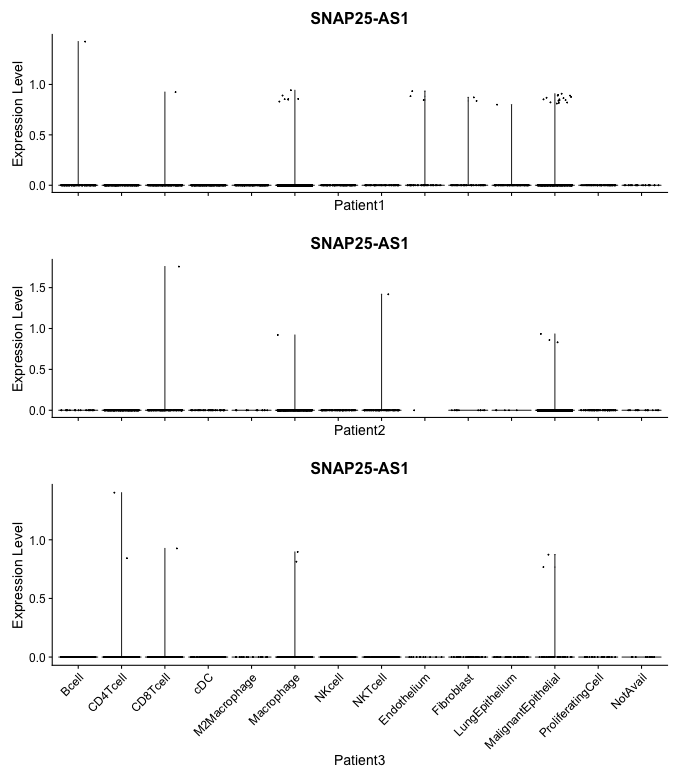 SNAP25-AS1
Expression Level
1.0
0.5
0.0
Patient1
SNAP25-AS1
Expression Level
1.5
1.0
0.5
0.0
Patient2
SNAP25-AS1
Expression Level
1.0
0.5
0.0
Bcell
CD4Tcell
CD8Tcell
cDC
M2Macrophage
Macrophage
NKcell
NKTcell
Endothelium
Fibroblast
LungEpithelium
MalignantEpithelial
ProliferatingCell
NotAvail
Patient3